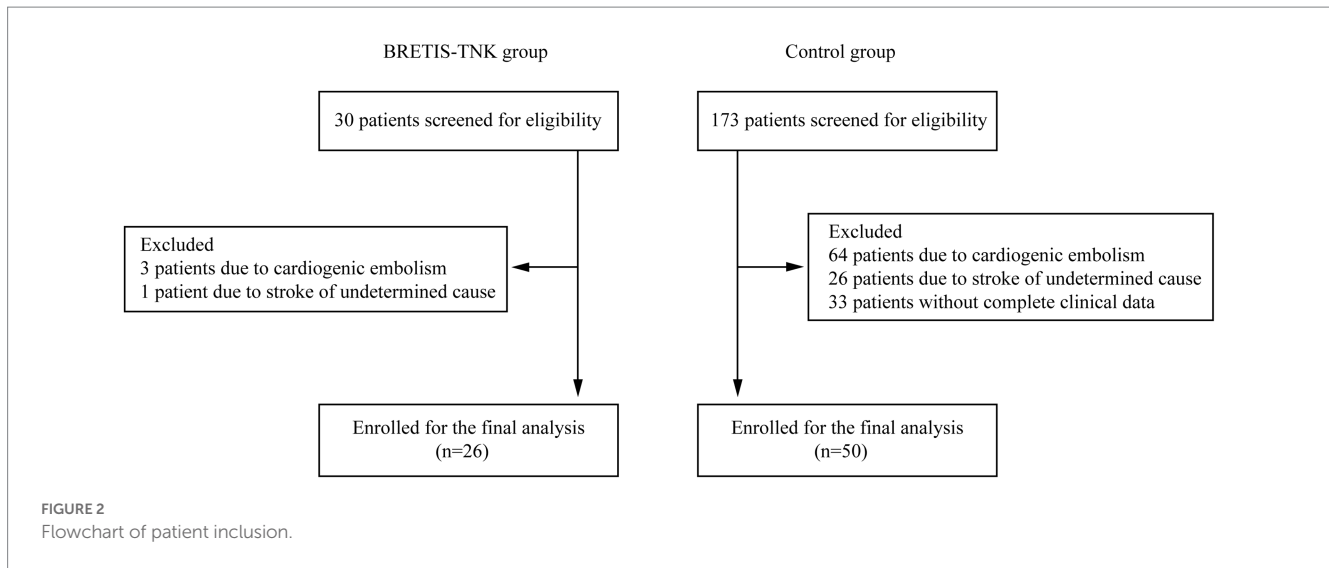 BRETIS-TNK group
Control group
30 patients screened for eligibility
173 patients screened for eligibility
Excluded
3 patients due to cardiogenic embolism
1 patient due to stroke of undetermined cause
Excluded
64 patients due to cardiogenic embolism
26 patients due to stroke of undetermined cause
33 patients without complete clinical data
Enrolled for the final analysis
(n=26)
Enrolled for the final analysis
(n=50)
FIGURE 2
Flowchart of patient inclusion.